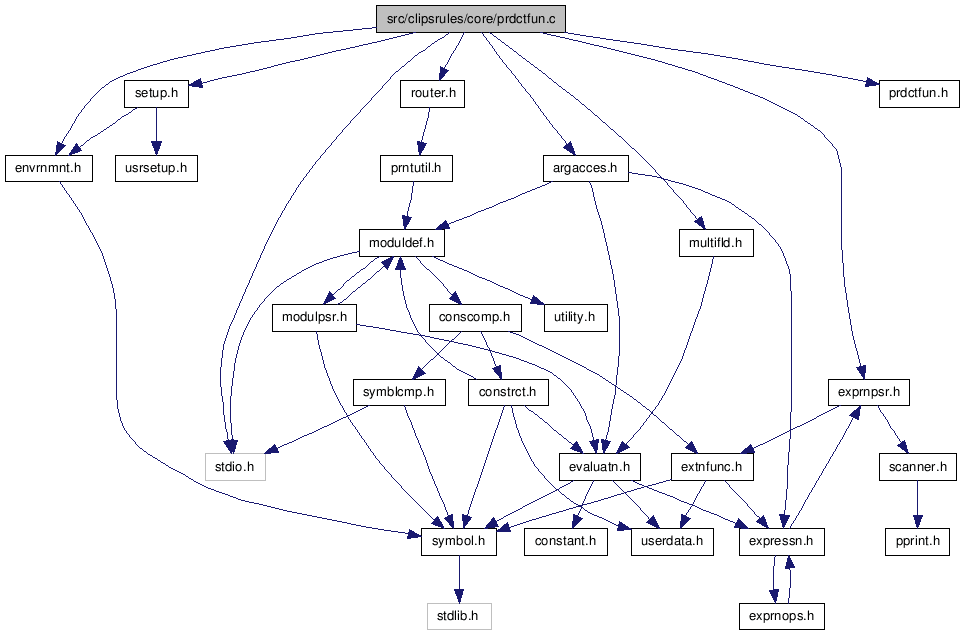 src/clipsrules/core/prdctfun.c
setup.h
router.h
prdctfun.h
envrnmnt.h
usrsetup.h
prntutil.h
argacces.h
moduldef.h
multifld.h
modulpsr.h
conscomp.h
utility.h
symblcmp.h
constrct.h
exprnpsr.h
stdio.h
evaluatn.h
extnfunc.h
scanner.h
symbol.h
constant.h
userdata.h
expressn.h
pprint.h
stdlib.h
exprnops.h